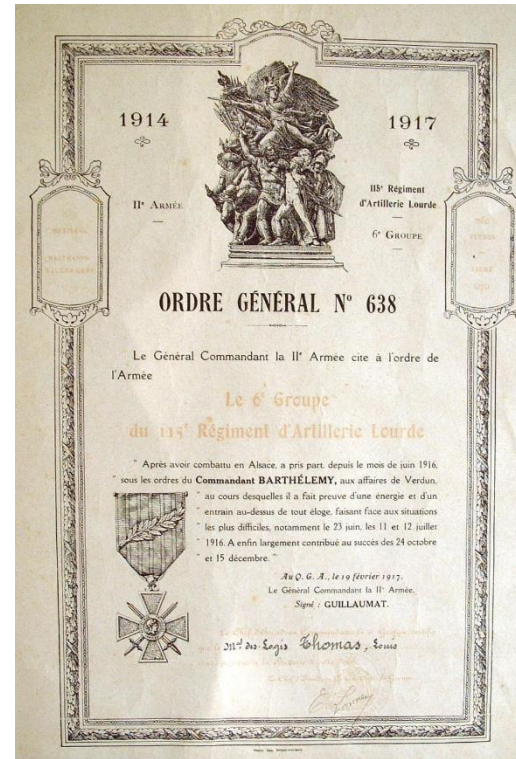 1914
1917
IIᵉ ARMÉE
115ᵉ Régiment
d'Artillerie Lourde
6ᵉ GROUPE
ORDRE GÉNÉRAL Nº 638
Le Général Commandant la IIᵉ Armée cite à l'ordre de
l'Armée
Le 6ᵉ Groupe
du 115ᵉ Régiment d'Artillerie Lourde
" Après avoir combattu en Alsace, a pris part, depuis le mois de juin 1916,
" sous les ordres du Commandant BARTHÉLEMY, aux affaires de Verdun,
" au cours desquelles il a fait preuve d'une énergie et d'un
" entrain au-dessus de tout éloge, faisant face aux situations
" les plus difficiles, notamment le 23 juin, les 11 et 12 juillet
" 1916. A enfin largement contribué au succès des 24 octobre
" et 15 décembre. "
Au Q. G. A., le 19 février 1917.
Le Général Commandant la IIᵉ Armée,
Signé : GUILLAUMAT.
Mᵃˡ des Logis Thomas, Louis